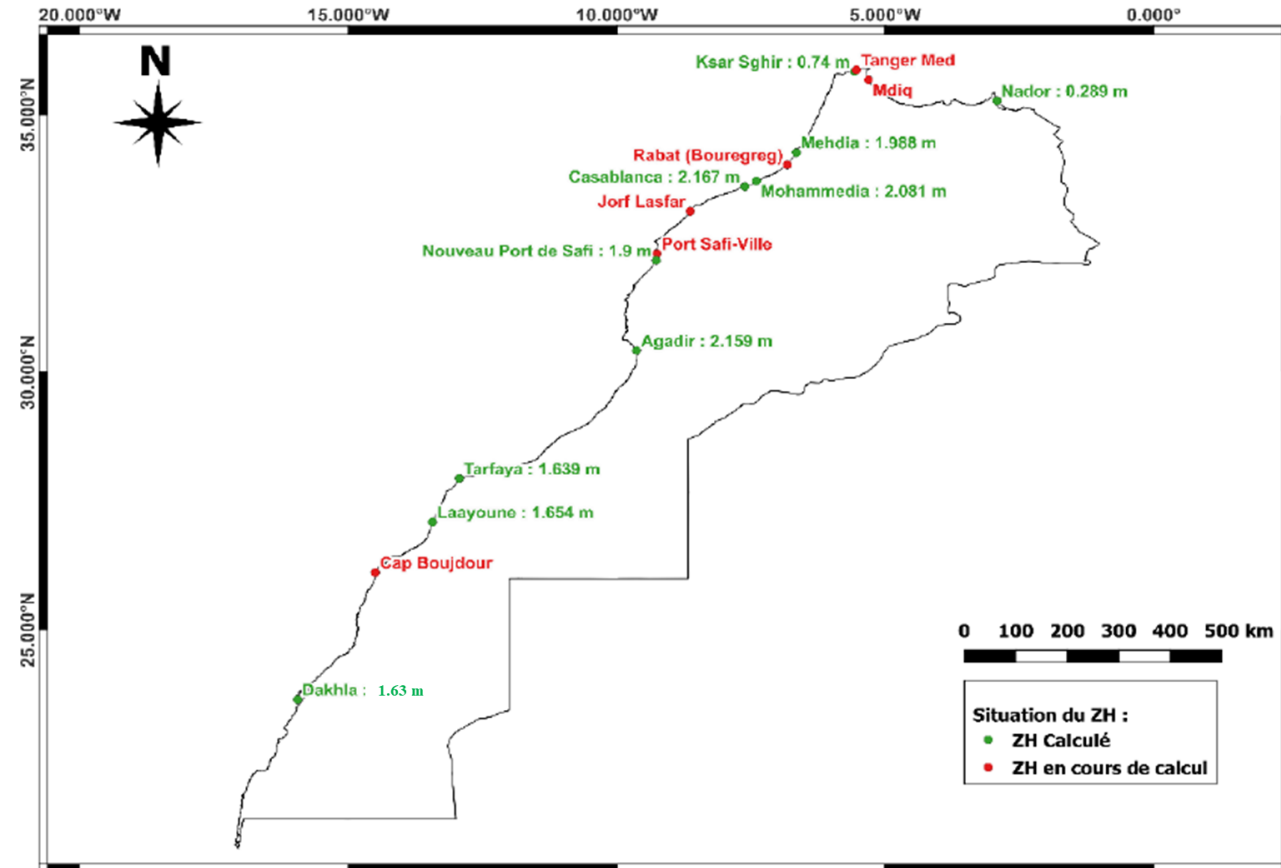 20.000°W 15.000°W 10.000°W 5.000°W 0.000°
N
35.000°N
30.000°N
25.000°N
Ksar Sghir : 0.74 m
Tanger Med
Mdiq
Nador : 0.289 m
Mehdia : 1.988 m
Rabat (Bouregreg)
Casablanca : 2.167 m
Mohammedia : 2.081 m
Jorf Lasfar
Port Safi-Ville
Nouveau Port de Safi : 1.9 m
Agadir : 2.159 m
Tarfaya : 1.639 m
Laayoune : 1.654 m
Cap Boujdour
Dakhla : 1.63 m
0 100 200 300 400 500 km
Situation du ZH :
ZH Calculé
ZH en cours de calcul